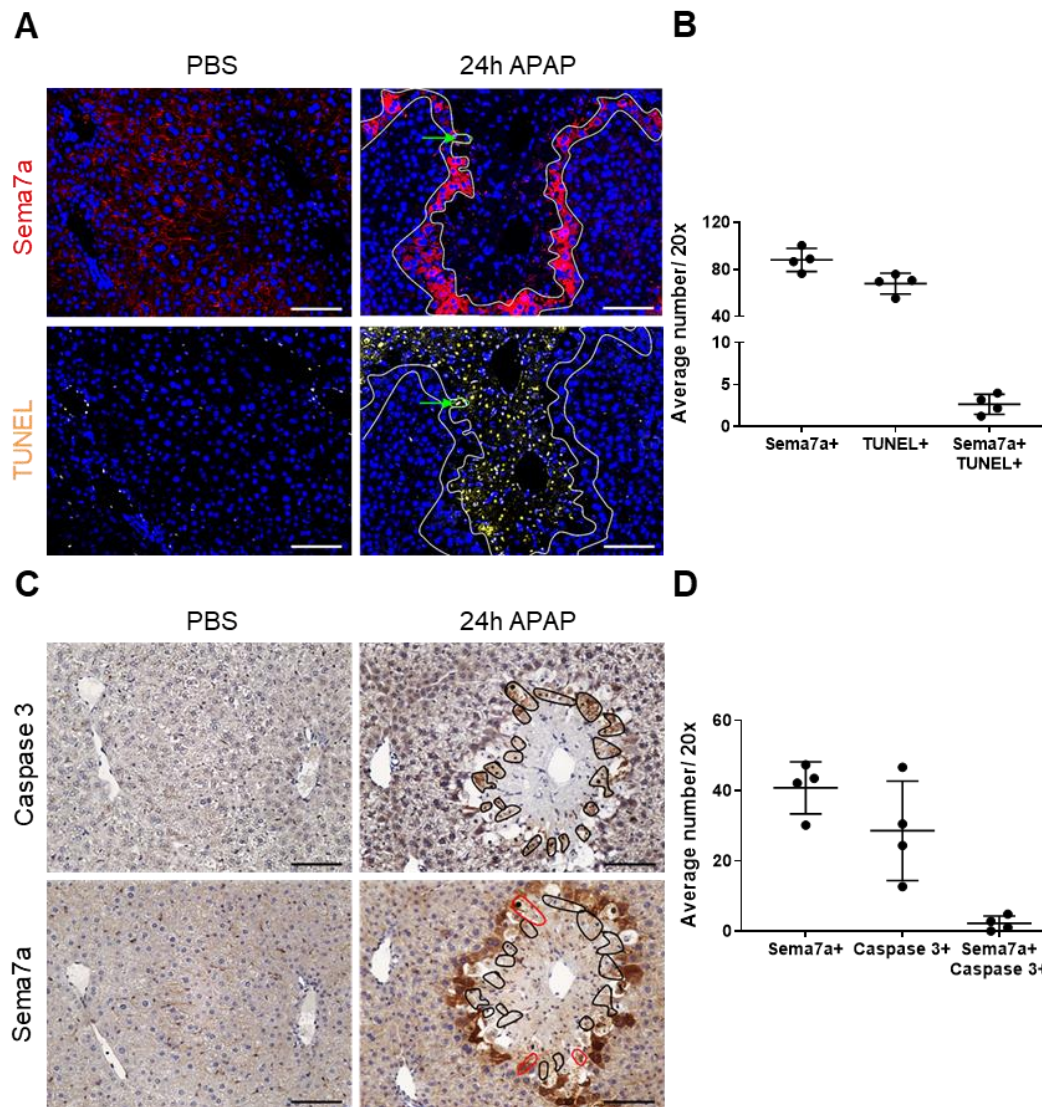 A
PBS
24h APAP
Sema7a
TUNEL
B
Average number/ 20x
120
80
40
10
5
0
Sema7a+
TUNEL+
Sema7a+
TUNEL+
C
PBS
24h APAP
Caspase 3
Sema7a
D
Average number/ 20x
60
40
20
0
Sema7a+
Caspase 3+
Sema7a+
Caspase 3+